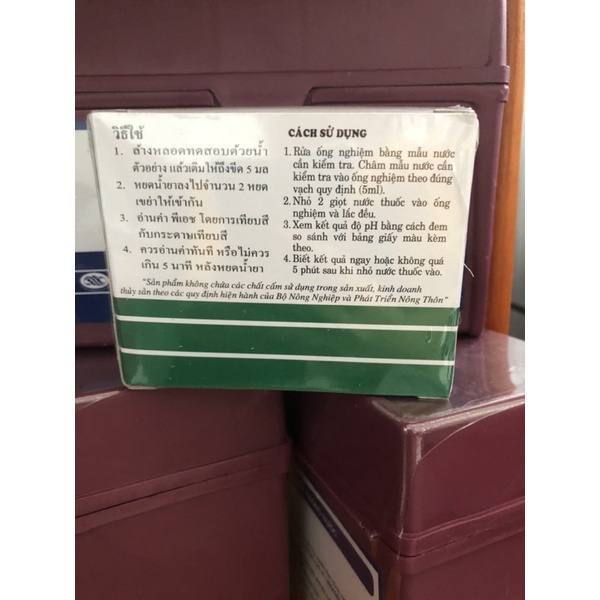 วิธีใช้
1. ล้างหลอดทดสอบด้วยน้ำ
ตัวอย่าง แล้วเติมให้ถึงขีด 5 มล
2. หยดน้ำยาลงไปจำนวน 2 หยด
เขย่าให้เข้ากัน
3. อ่านค่า พีเอช โดยการเทียบสี
กับกระดาษเทียบสี
4. ควรอ่านค่าทันที หรือไม่ควร
เกิน 5 นาที หลังหยดน้ำยา
CÁCH SỬ DỤNG
1. Rửa ống nghiệm bằng mẫu nước
cần kiểm tra. Châm mẫu nước cần
kiểm tra vào ống nghiệm theo đúng
vạch quy định (5ml).
2. Nhỏ 2 giọt nước thuốc vào ống
nghiệm và lắc đều.
3. Xem kết quả độ pH bằng cách đem
so sánh với bảng giấy màu kèm
theo.
4. Biết kết quả ngay hoặc không quá
5 phút sau khi nhỏ nước thuốc vào.
"Sản phẩm không chứa các chất cấm sử dụng trong sản xuất, kinh doanh
thủy sản theo các quy định hiện hành của Bộ Nông Nghiệp và Phát Triển Nông Thôn"